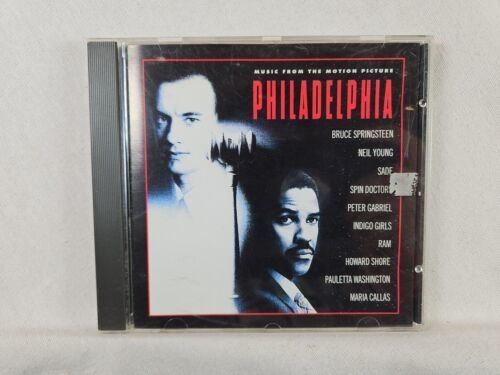 MUSIC FROM THE MOTION PICTURE
PHILADELPHIA
BRUCE SPRINGSTEEN
NEIL YOUNG
SADE
SPIN DOCTORS
PETER GABRIEL
INDIGO GIRLS
RAM
HOWARD SHORE
PAULETTA WASHINGTON
MARIA CALLAS